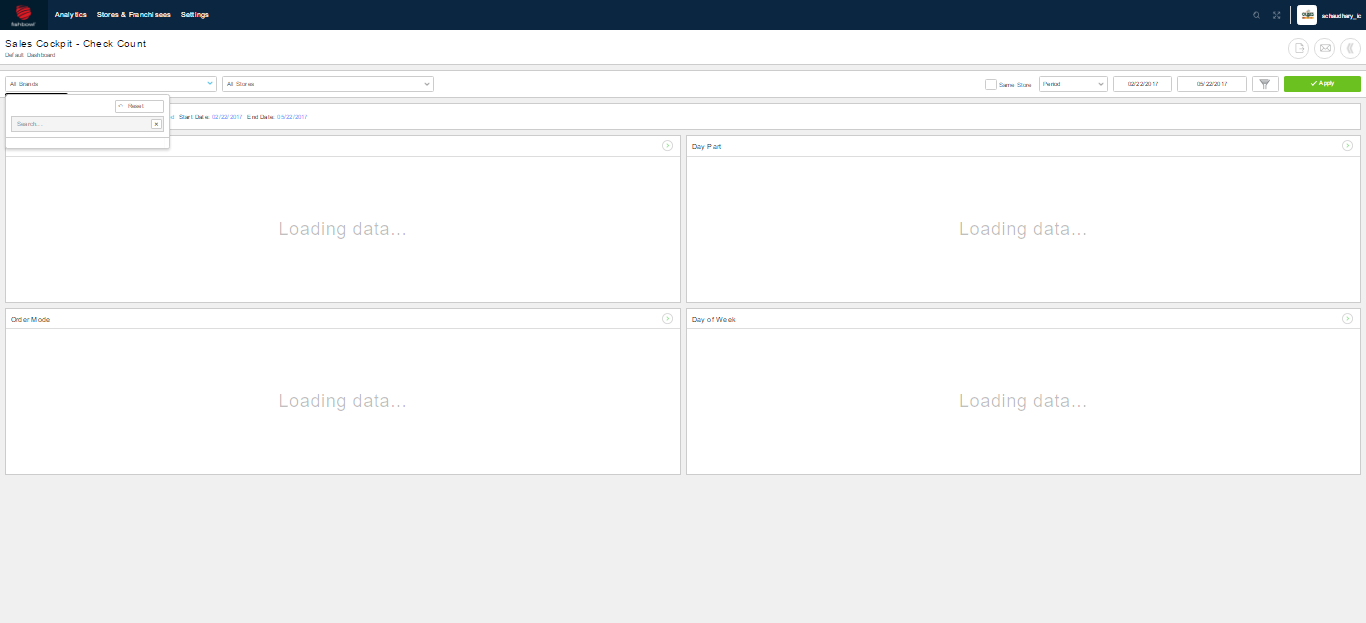 fishbowl
Analytics Stores & Franchisees Settings schaudhary_ic
Sales Cockpit - Check Count
Default Dashboard
All Brands All Stores Same Store Period 02/22/2017 05/22/2017 Apply
Reset
Start Date: 02/22/2017 End Date: 05/22/2017
Search...
Day Part
Loading data... Loading data...
Order Mode Day of Week
Loading data... Loading data...